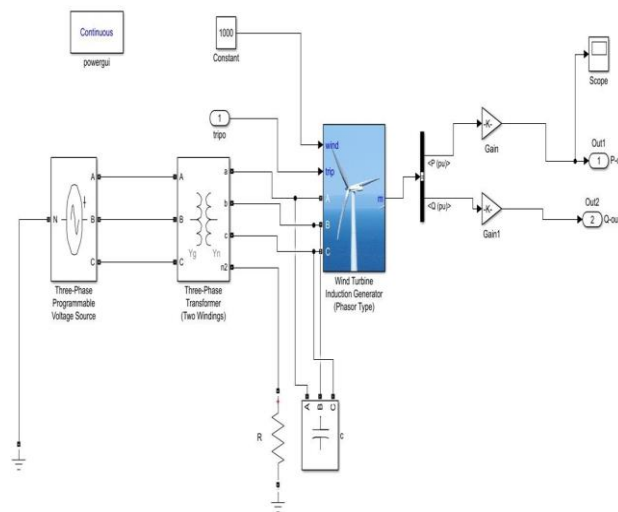 Continuous
powergui
1000
Constant
1
tripo
Scope
wind
trip
A
B
C
m
<P (pu)>
<Q (pu)>
-K-
Gain
-K-
Gain1
Out1
1
Out2
2
N
A
B
C
A
B
C
a
b
c
n2
Yg
Yn
Three-Phase
Programmable
Voltage Source
Three-Phase
Transformer
(Two Windings)
Wind Turbine
Induction Generator
(Phasor Type)
R
A
B
C
c